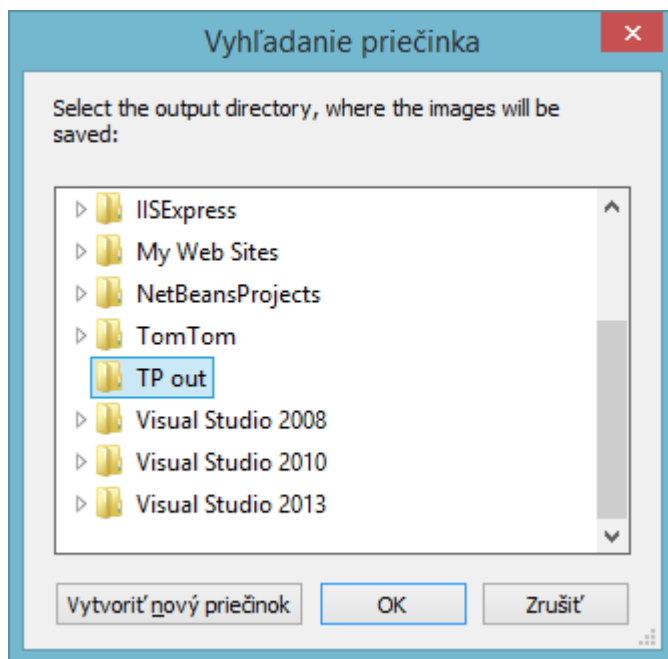 Vyhľadanie priečinka
Select the output directory, where the images will be
saved:
IISExpress
My Web Sites
NetBeansProjects
TomTom
TP out
Visual Studio 2008
Visual Studio 2010
Visual Studio 2013
Vytvoriť nový priečinok OK Zrušiť